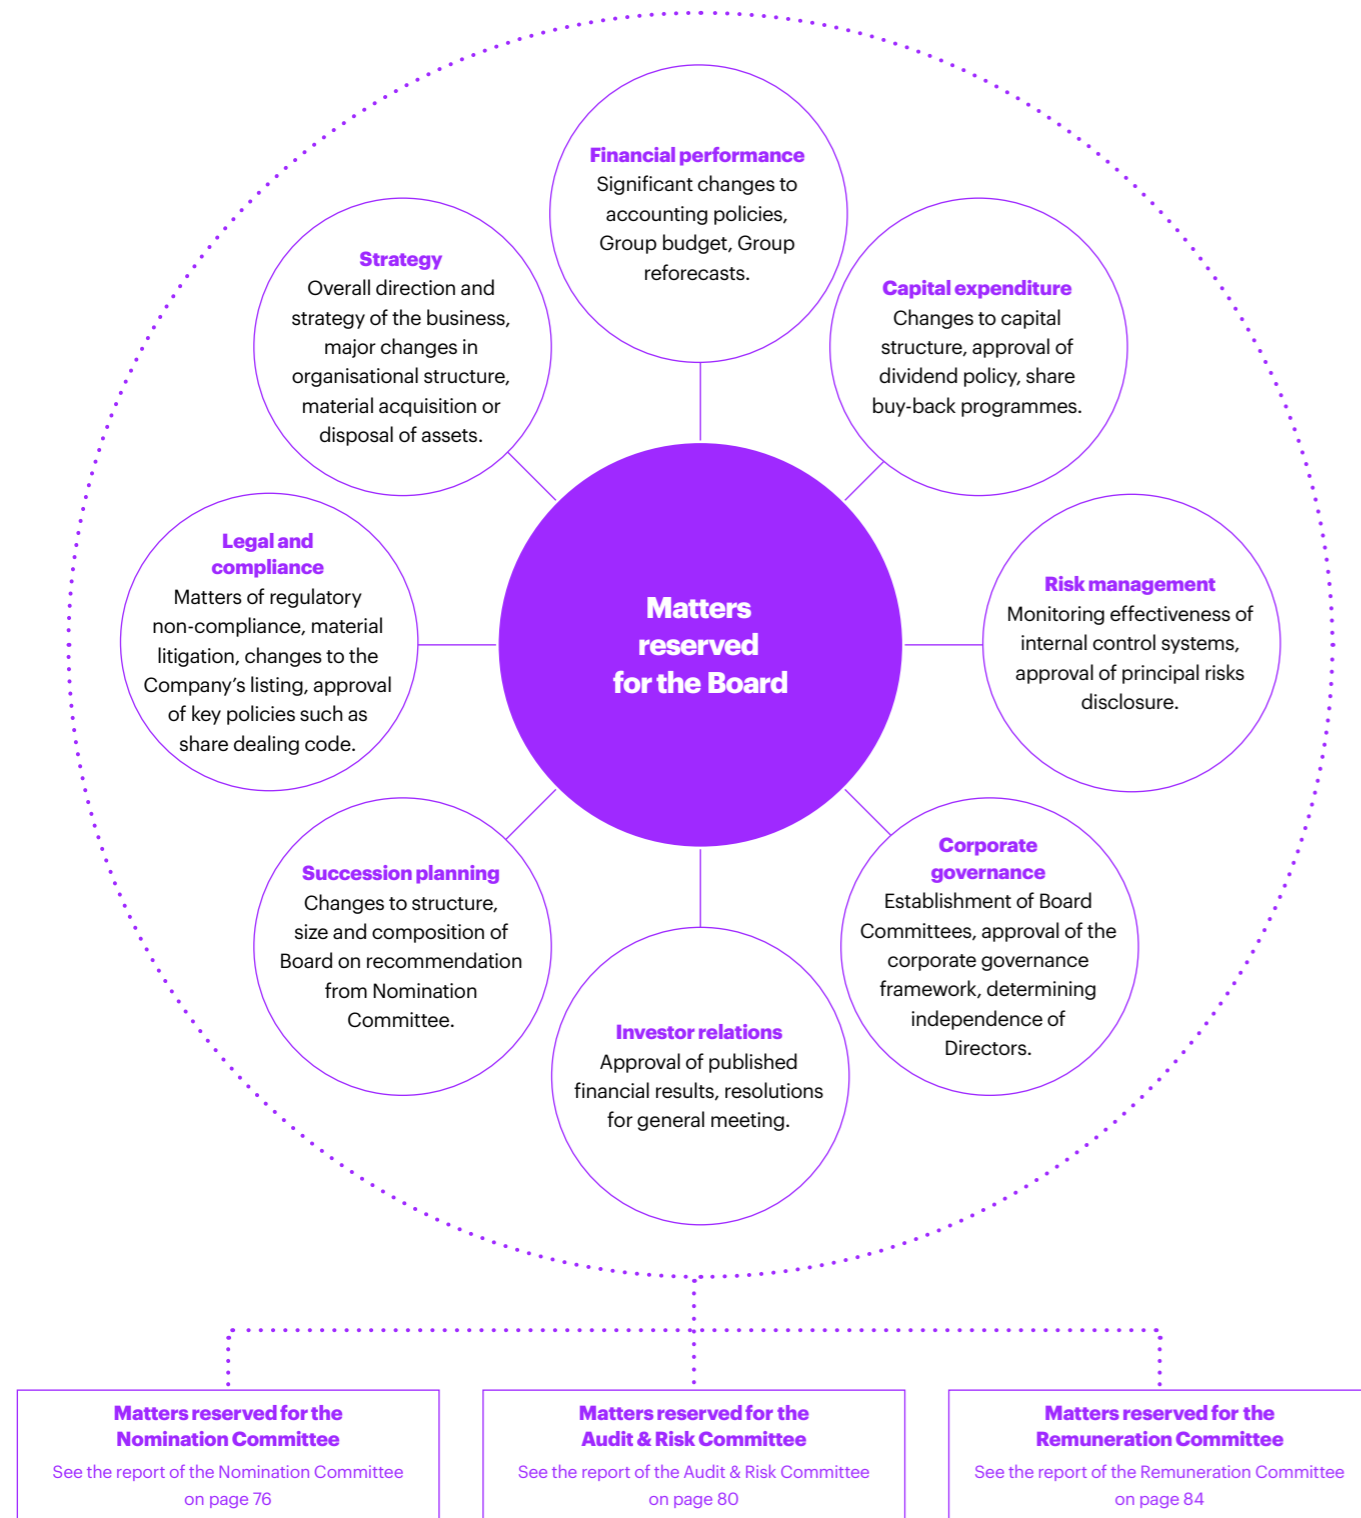 Financial performance
Significant changes to
accounting policies,
Group budget, Group
reforecasts.
Strategy
Overall direction and
strategy of the business,
major changes in
organisational structure,
material acquisition or
disposal of assets.
Capital expenditure
Changes to capital
structure, approval of
dividend policy, share
buy-back programmes.
Legal and
compliance
Matters of regulatory
non-compliance, material
litigation, changes to the
Company’s listing, approval
of key policies such as
share dealing code.
Matters
reserved
for the Board
Risk management
Monitoring effectiveness of
internal control systems,
approval of principal risks
disclosure.
Succession planning
Changes to structure,
size and composition of
Board on recommendation
from Nomination
Committee.
Corporate
governance
Establishment of Board
Committees, approval of the
corporate governance
framework, determining
independence of
Directors.
Investor relations
Approval of published
financial results, resolutions
for general meeting.
Matters reserved for the
Nomination Committee
See the report of the Nomination Committee
on page 76
Matters reserved for the
Audit & Risk Committee
See the report of the Audit & Risk Committee
on page 80
Matters reserved for the
Remuneration Committee
See the report of the Remuneration Committee
on page 84